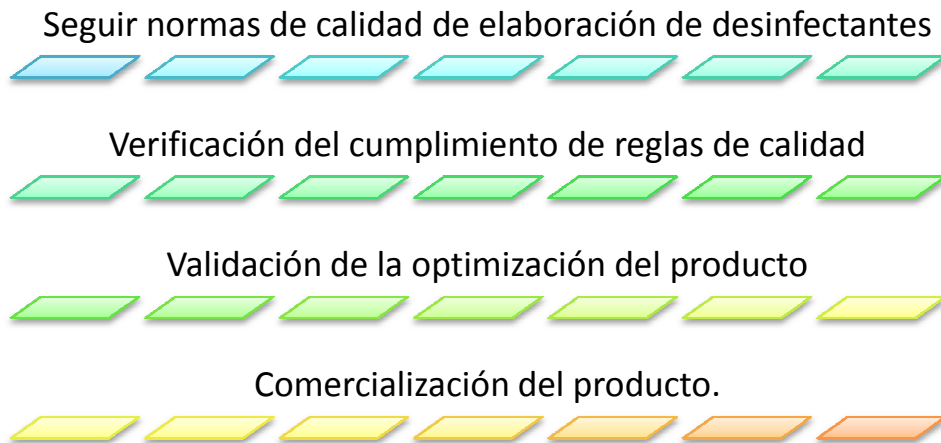 Seguir normas de calidad de elaboración de desinfectantes
Verificación del cumplimiento de reglas de calidad
Validación de la optimización del producto
Comercialización del producto.